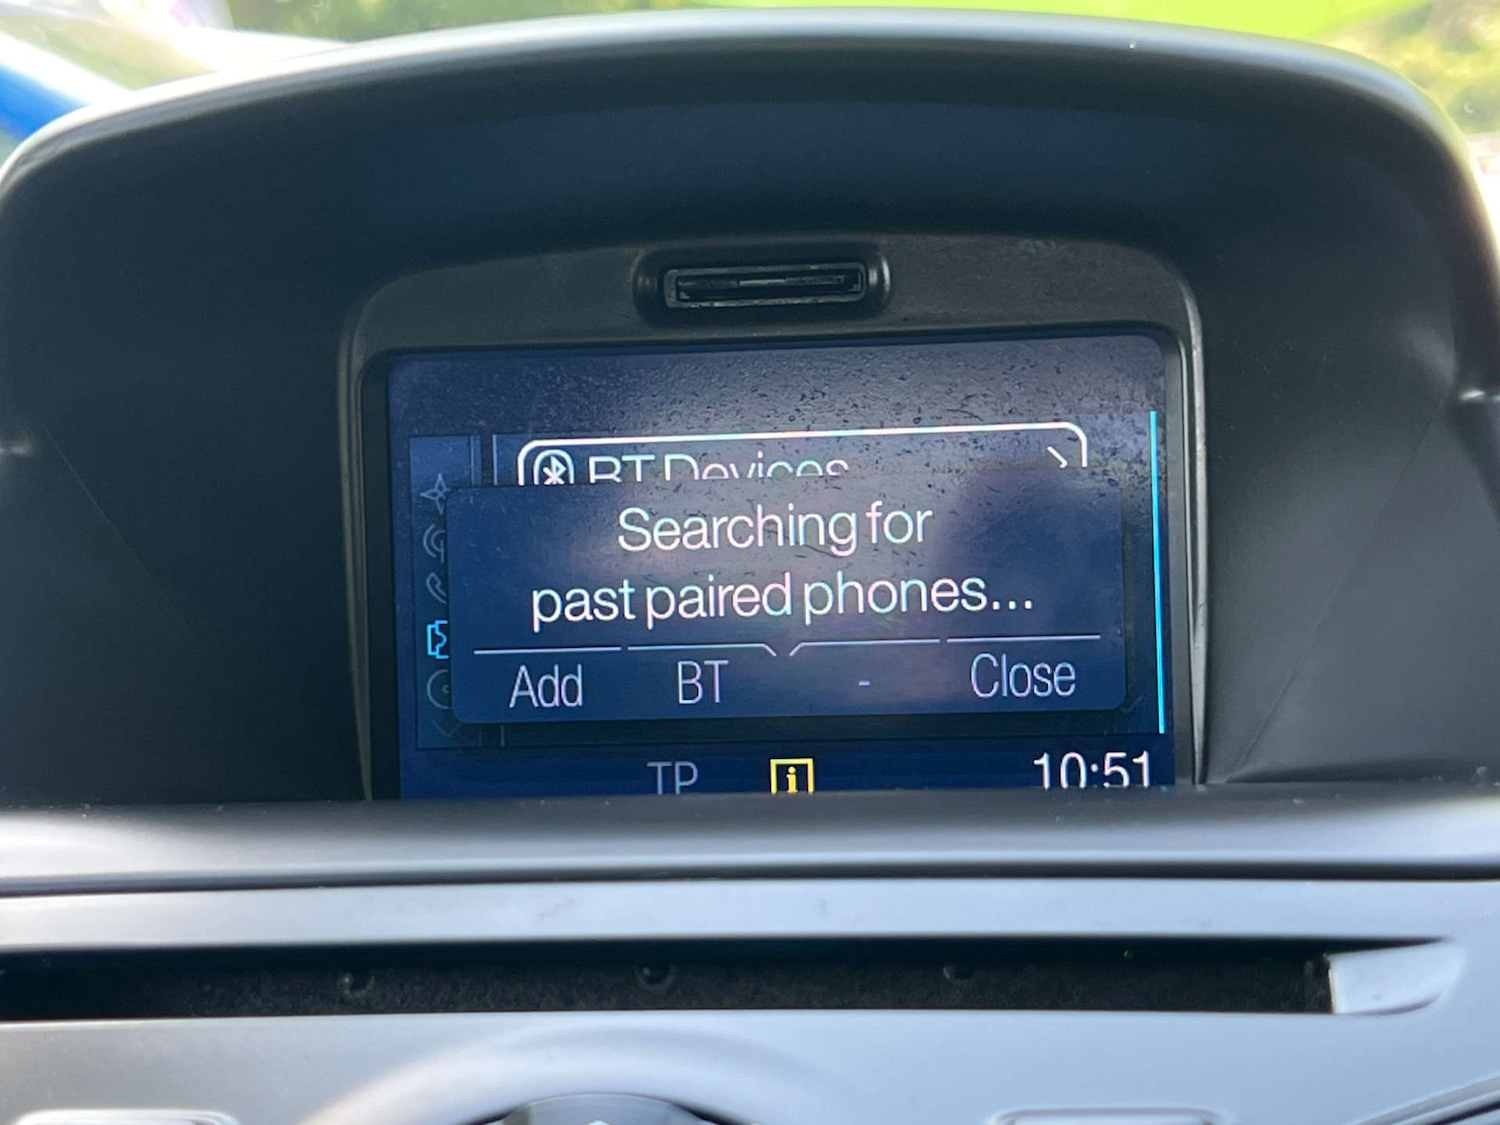 BT Devices
Searching for
past paired phones...
Add BT - Close
TP i 10:51